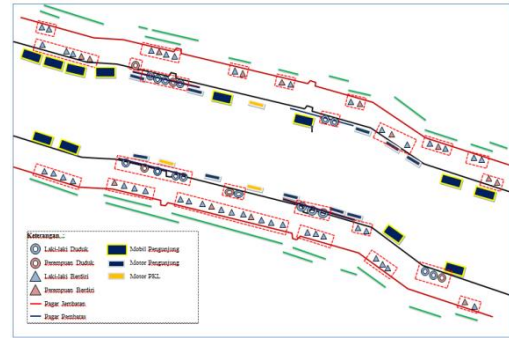 Keterangan :
Laki-laki Duduk
Perempuan Duduk
Laki-laki Berdiri
Perempuan Berdiri
Pagar Jembatan
Pagar Pembatas
Mobil Pengunjung
Motor Pengunjung
Motor PKL